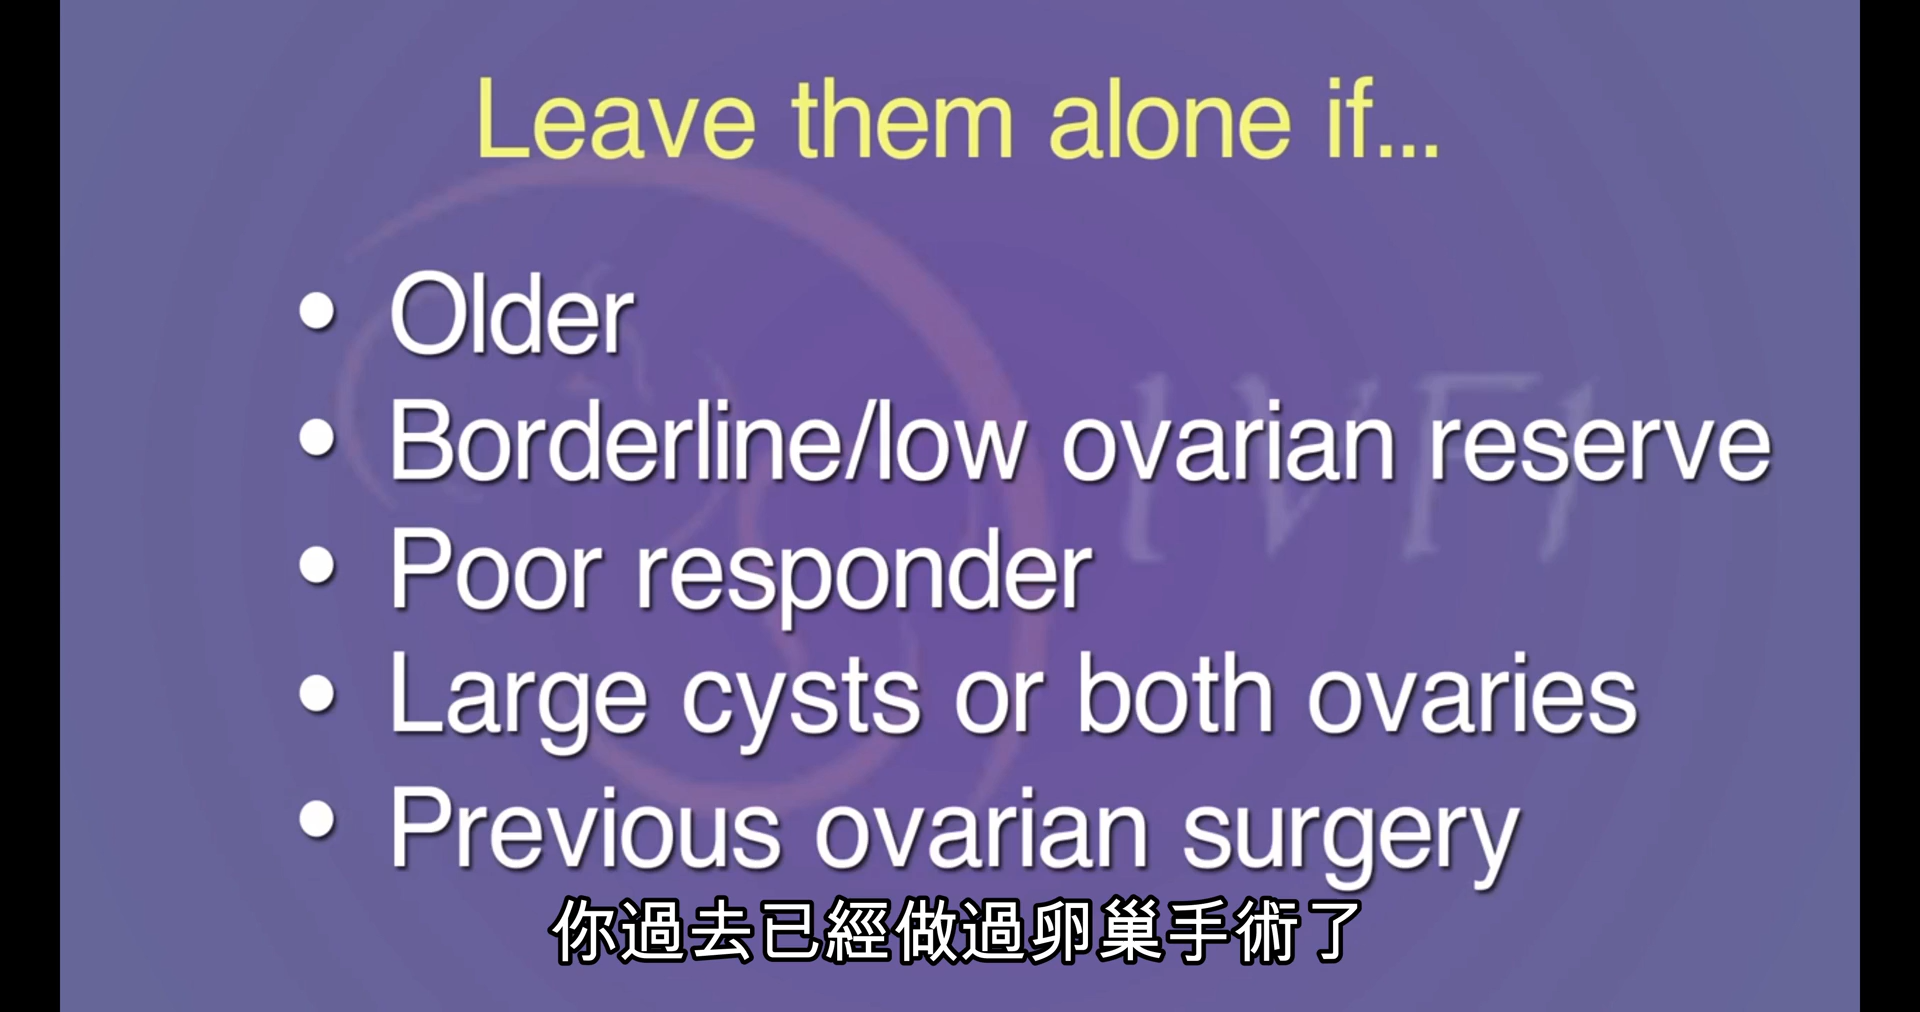 Leave them alone if...
• Older
• Borderline/low ovarian reserve
• Poor responder
• Large cysts or both ovaries
• Previous ovarian surgery
IVF1
你過去已經做過卵巢手術了